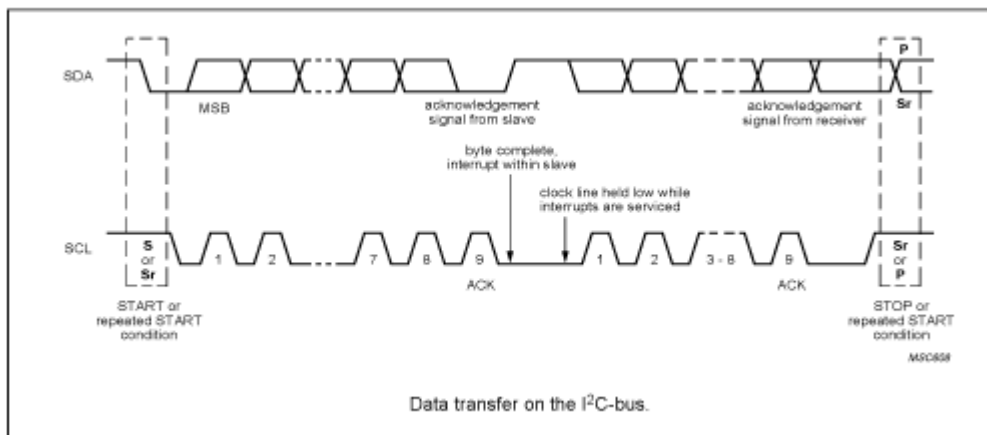 P
SDA
MSB
acknowledgement
signal from slave
acknowledgement
signal from receiver
Sr
byte complete,
interrupt within slave
clock line held low while
interrupts are serviced
SCL
S
or
Sr
1
2
7
8
9
1
2
3 - 8
9
Sr
or
P
ACK
ACK
START or
repeated START
condition
STOP or
repeated START
condition
MSC608
Data transfer on the I²C-bus.